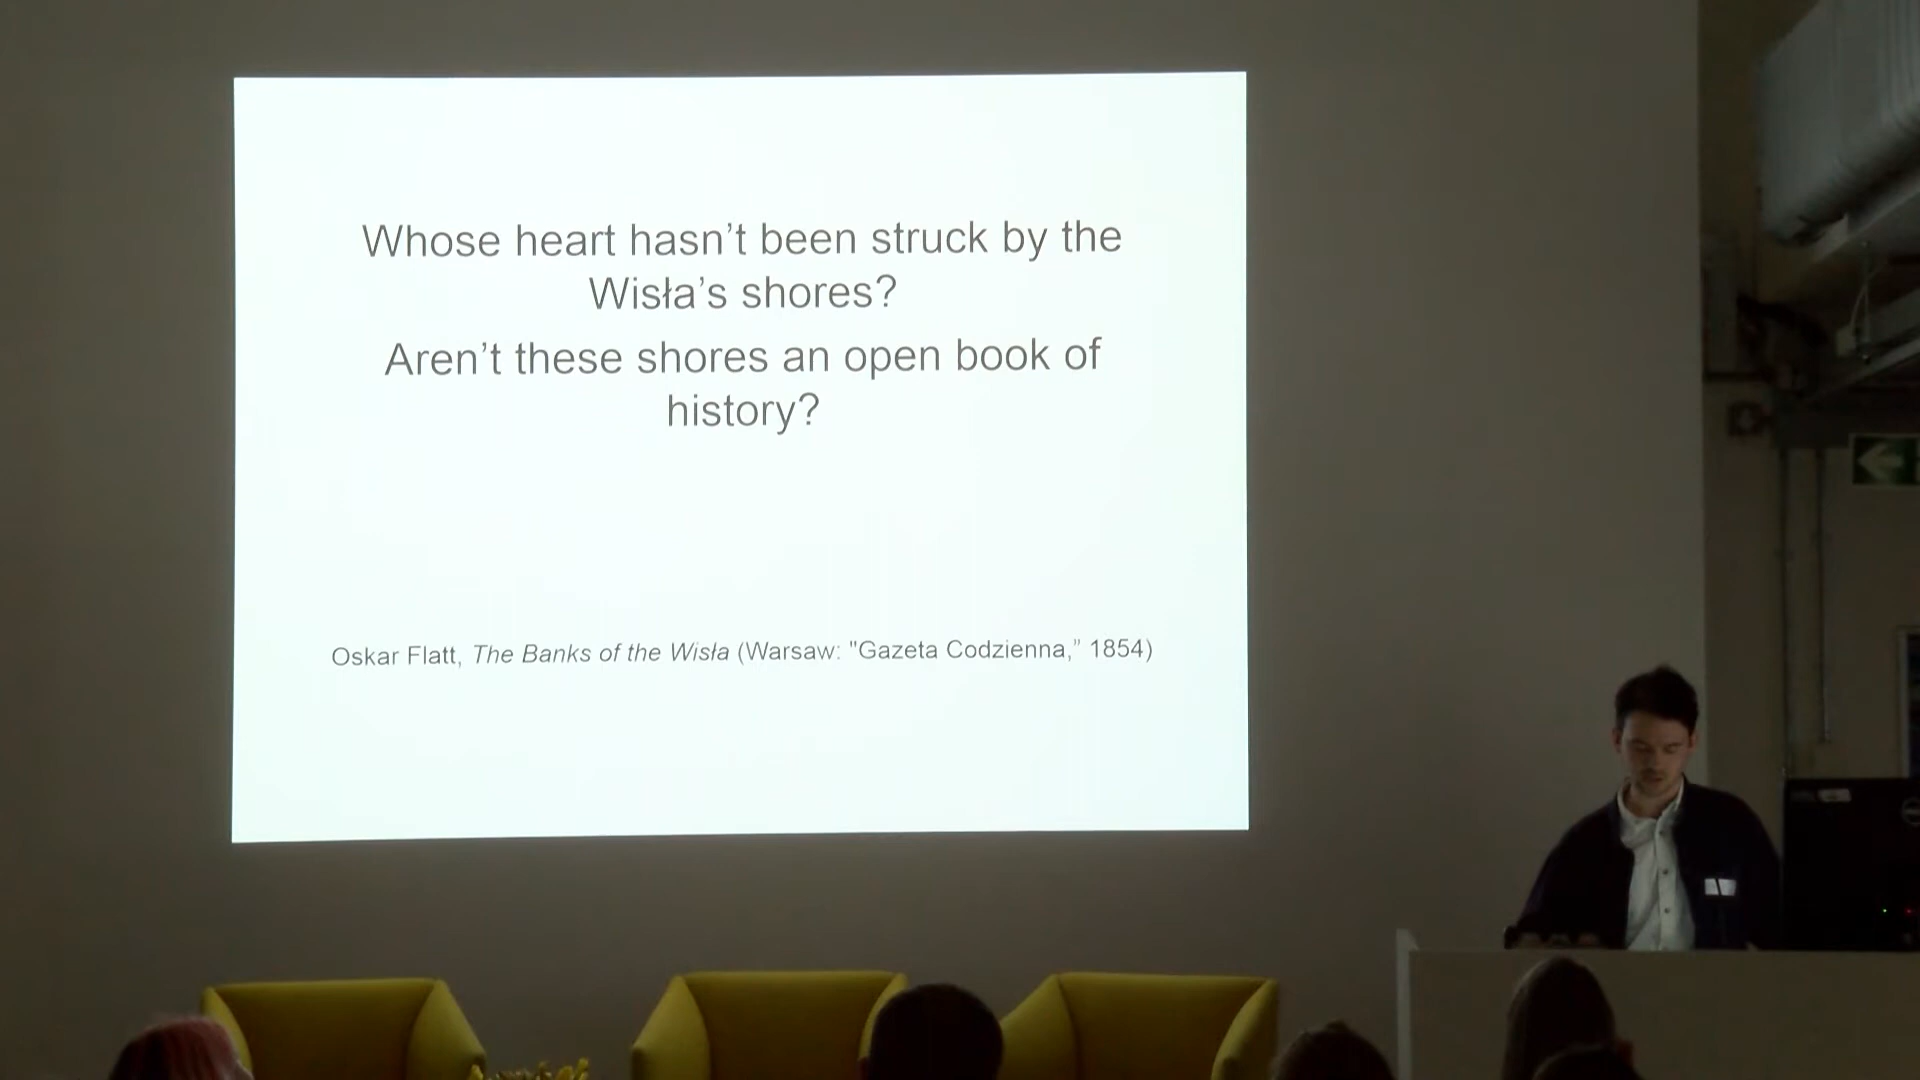 Whose heart hasn’t been struck by the
Wisła’s shores?
Aren’t these shores an open book of
history?
Oskar Flatt, The Banks of the Wisła (Warsaw: "Gazeta Codzienna,” 1854)